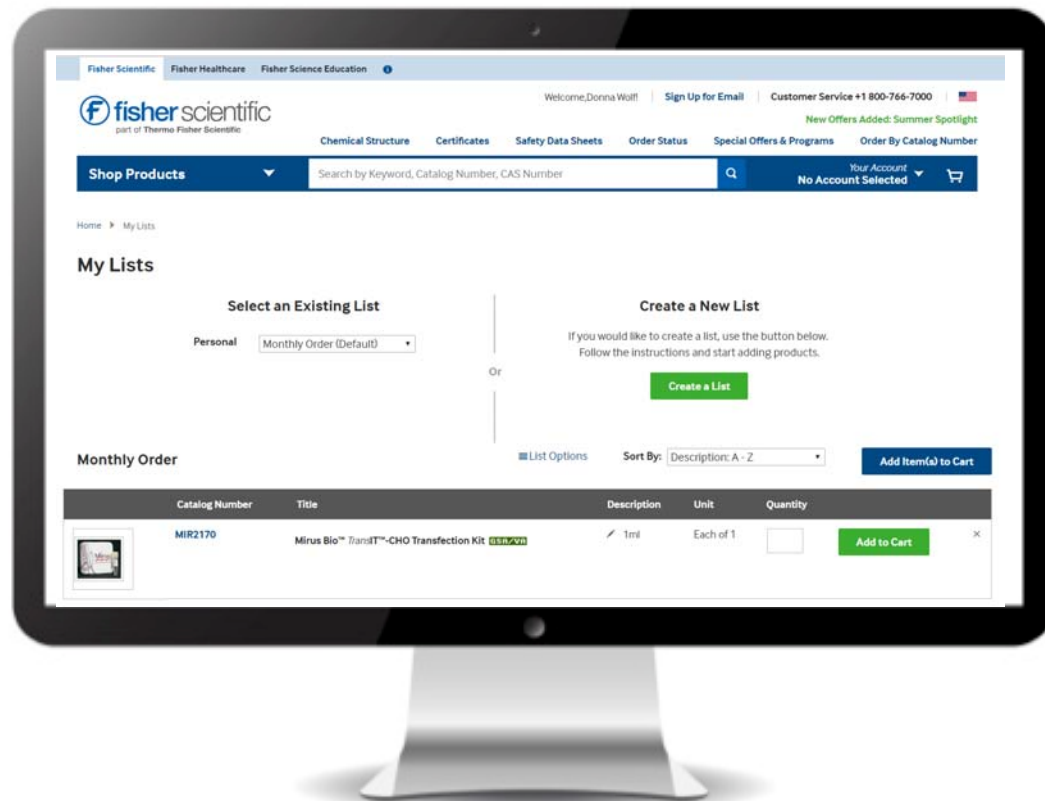 Fisher Scientific Fisher Healthcare Fisher Science Education
Welcome,Donna Wolf! Sign Up for Email Customer Service +1 800-766-7000
fisher scientific
part of Thermo Fisher Scientific
New Offers Added: Summer Spotlight
Chemical Structure Certificates Safety Data Sheets Order Status Special Offers & Programs Order By Catalog Number
Shop Products Search by Keyword, Catalog Number, CAS Number Your Account
No Account Selected
Home My Lists
My Lists
Select an Existing List
Personal Monthly Order (Default)
Or
Create a New List
If you would like to create a list, use the button below.
Follow the instructions and start adding products.
Create a List
Monthly Order List Options Sort By: Description: A - Z Add Item(s) to Cart
Catalog Number Title Description Unit Quantity
MIR2170 Mirus Bio™ TransIT™-CHO Transfection Kit GSA/VA 1ml Each of 1 Add to Cart ×